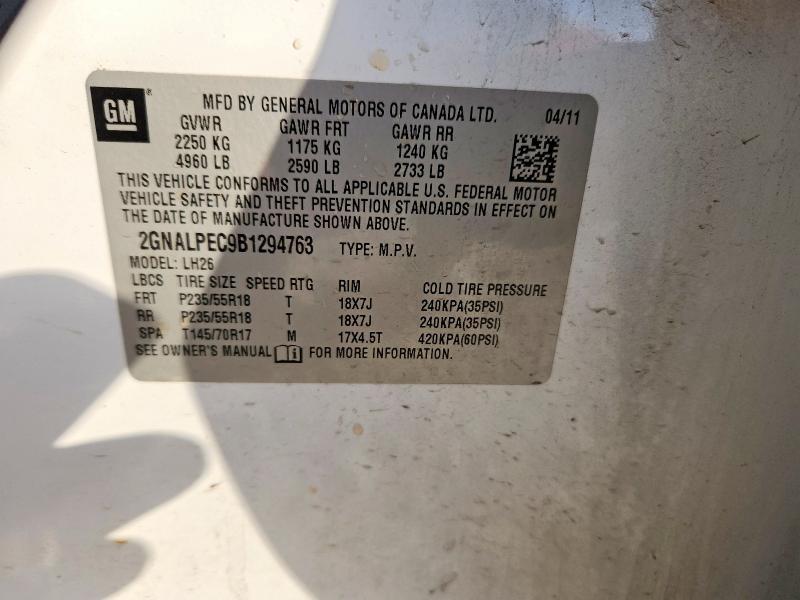 GM ® MFD BY GENERAL MOTORS OF CANADA LTD. 04/11
GVWR GAWR FRT GAWR RR
2250 KG 1175 KG 1240 KG
4960 LB 2590 LB 2733 LB
THIS VEHICLE CONFORMS TO ALL APPLICABLE U.S. FEDERAL MOTOR
VEHICLE SAFETY AND THEFT PREVENTION STANDARDS IN EFFECT ON
THE DATE OF MANUFACTURE SHOWN ABOVE.
2GNALPEC9B1294763 TYPE: M.P.V.
MODEL: LH26
LBCS TIRE SIZE SPEED RTG RIM COLD TIRE PRESSURE
FRT P235/55R18 T 18X7J 240KPA(35PSI)
RR P235/55R18 T 18X7J 240KPA(35PSI)
SPA T145/70R17 M 17X4.5T 420KPA(60PSI)
SEE OWNER'S MANUAL FOR MORE INFORMATION.